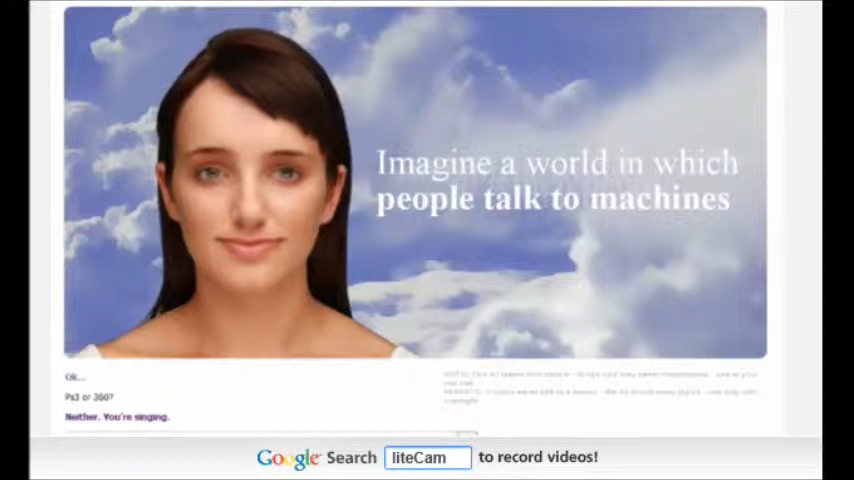 Imagine a world in which
people talk to machines
Ok...
Ps3 or 360?
Neither. You're singing.
Google Search liteCam to record videos!